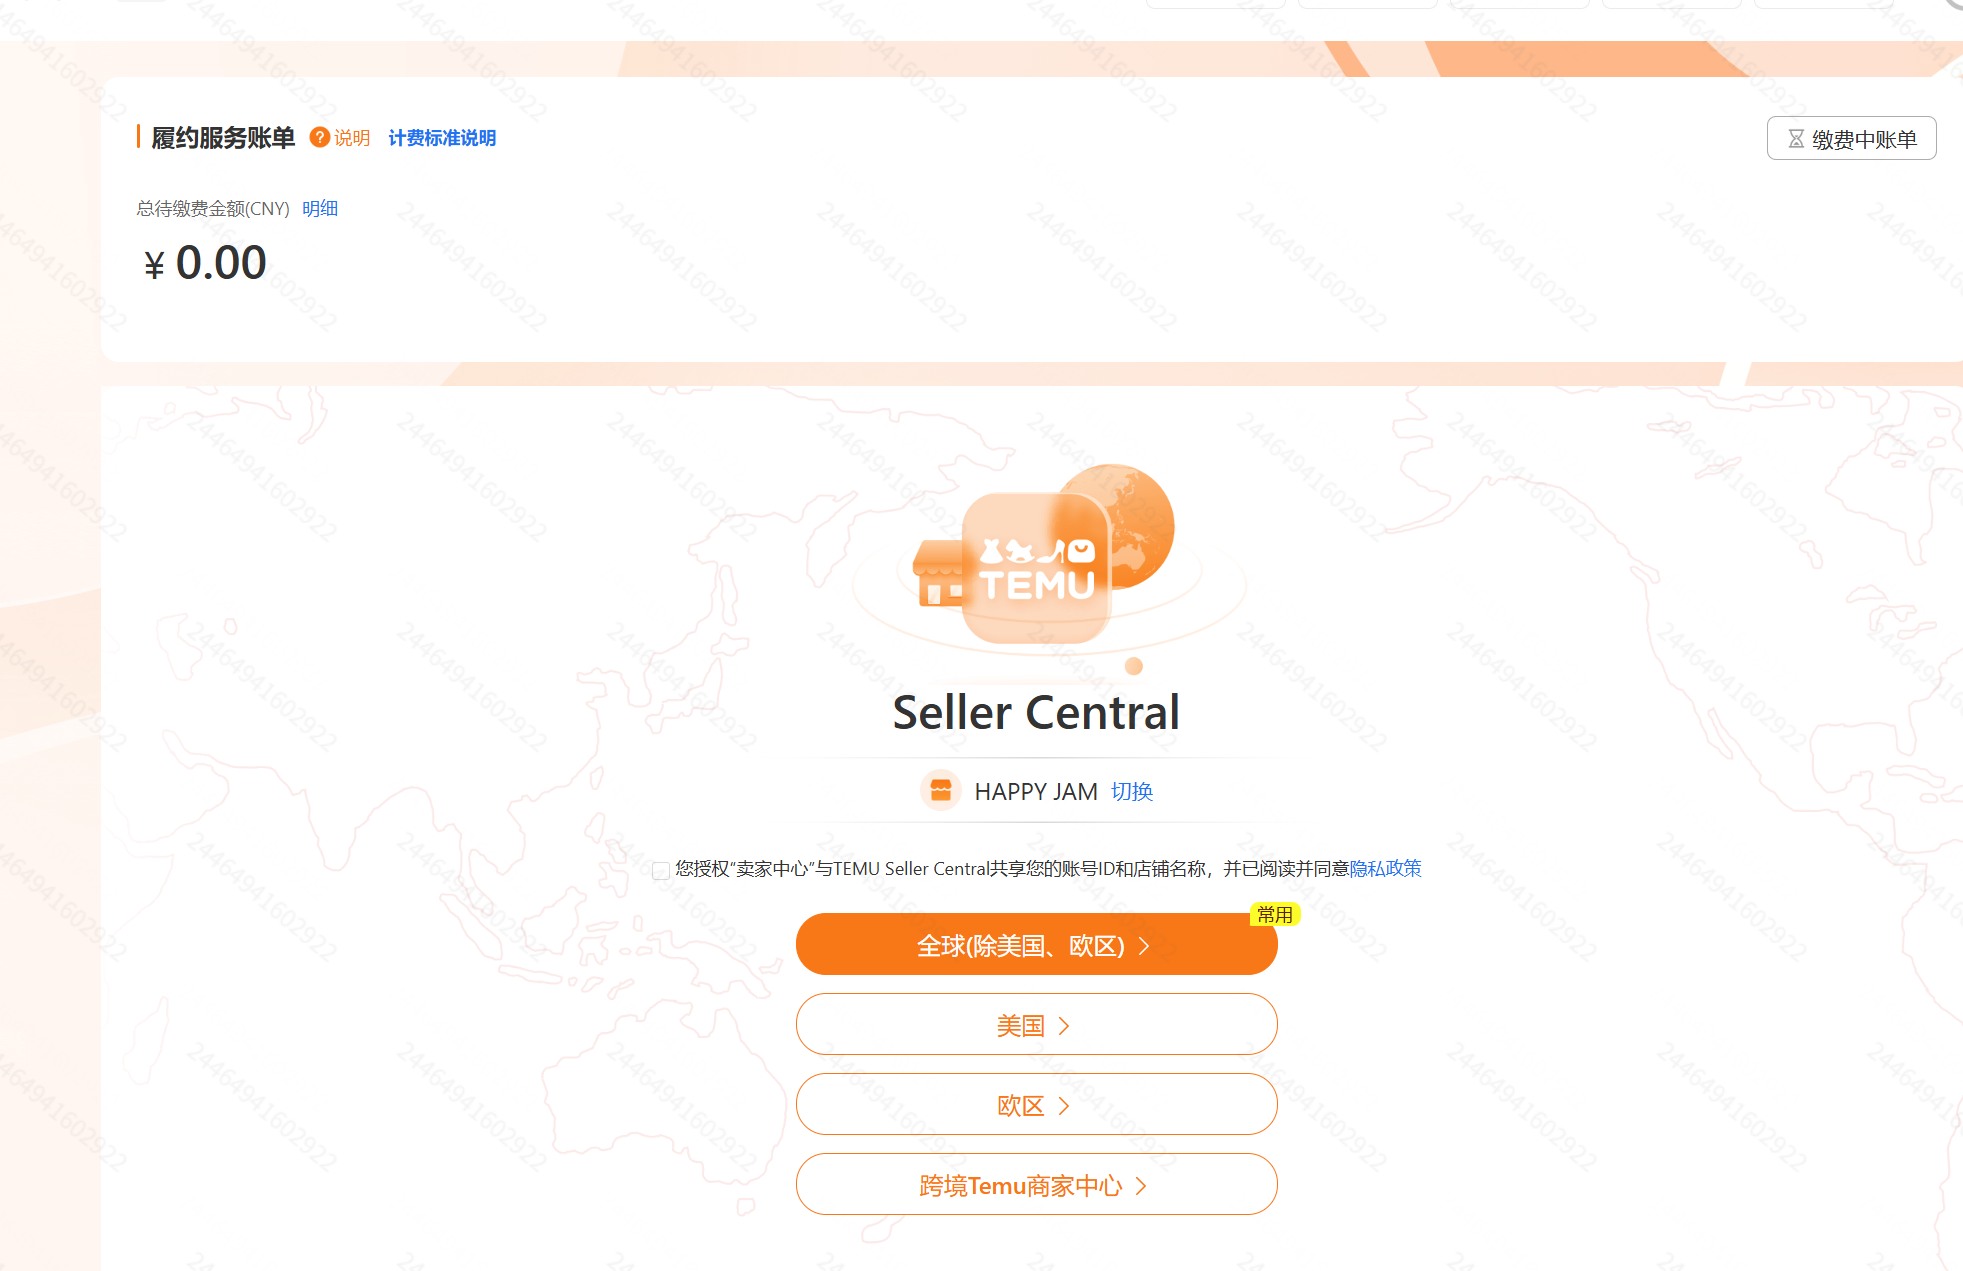 履约服务账单 ? 说明 计费标准说明
缴费中账单
总待缴费金额(CNY) 明细
¥ 0.00
TEMU
Seller Central
HAPPY JAM 切换
您授权“卖家中心”与TEMU Seller Central共享您的账号ID和店铺名称，并已阅读并同意隐私政策
常用
全球(除美国、欧区) >
美国 >
欧区 >
跨境Temu商家中心 >
24464941602922